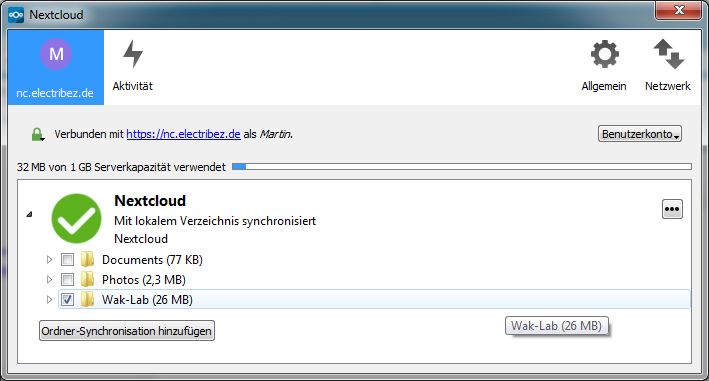 Nextcloud
M
nc.electribez.de
Aktivität
Allgemein
Netzwerk
Verbunden mit https://nc.electribez.de als Martin.
Benutzerkonto
32 MB von 1 GB Serverkapazität verwendet
Nextcloud
Mit lokalem Verzeichnis synchronisiert
Nextcloud
Documents (77 KB)
Photos (2,3 MB)
Wak-Lab (26 MB)
Wak-Lab (26 MB)
Ordner-Synchronisation hinzufügen